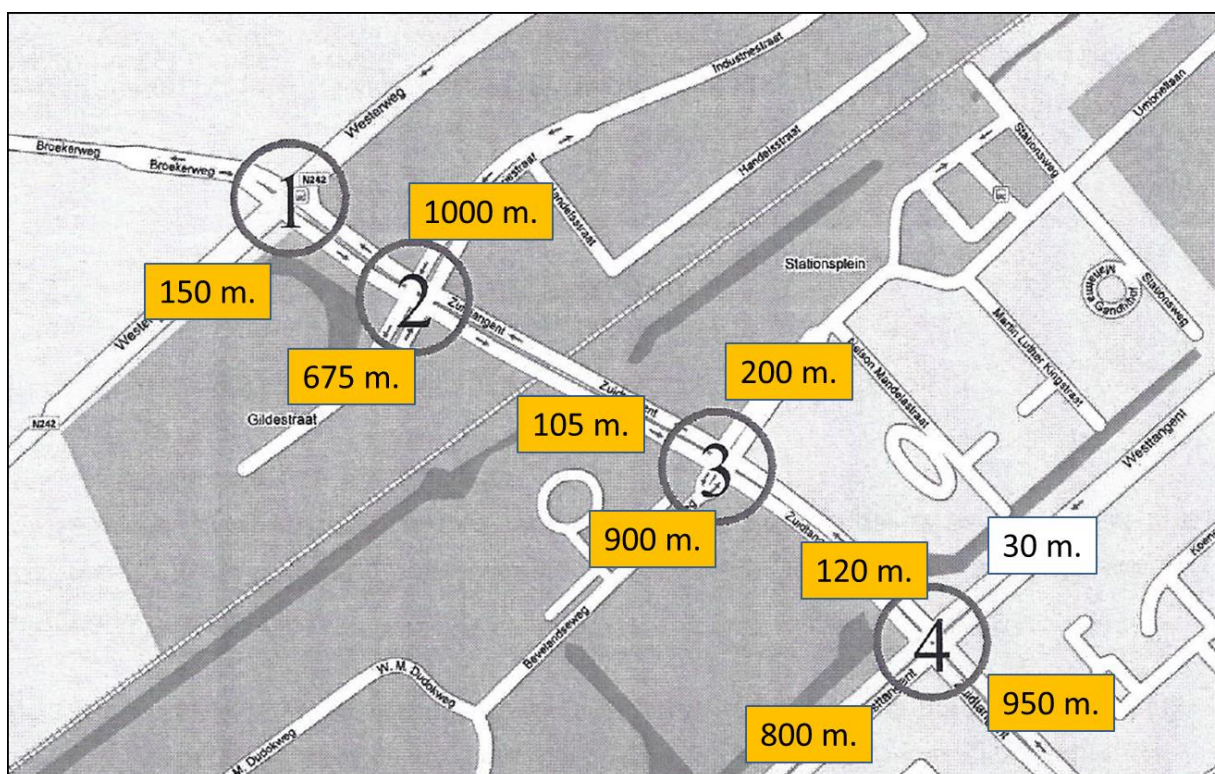 Westerweg
Industriestraat
Broekerweg
Broekerweg
N242
1
Handelsstraat
Stationsweg
Umbriëllaan
1000 m.
Handelsstraat
150 m.
2
Stationsplein
Mahatma Gandhihof
Stationsweg
Zuidtangent
Martin Luther Kingstraat
675 m.
200 m.
Nelson Mandelastraat
Zuidtangent
N242
Gildestraat
105 m.
Westtangent
3
900 m.
Zuidtangent
30 m.
120 m.
Bevelandseweg
4
W. M. Dudokweg
950 m.
800 m.
M. Dudokweg